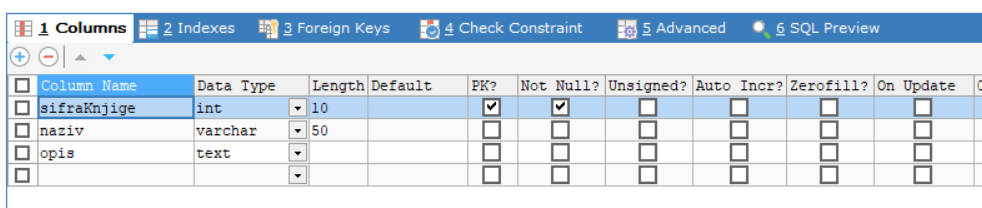 1 Columns 2 Indexes 3 Foreign Keys 4 Check Constraint 5 Advanced 6 SQL Preview
Column Name Data Type Length Default PK? Not Null? Unsigned? Auto Incr? Zerofill? On Update
sifraKnjige int 10
naziv varchar 50
opis text